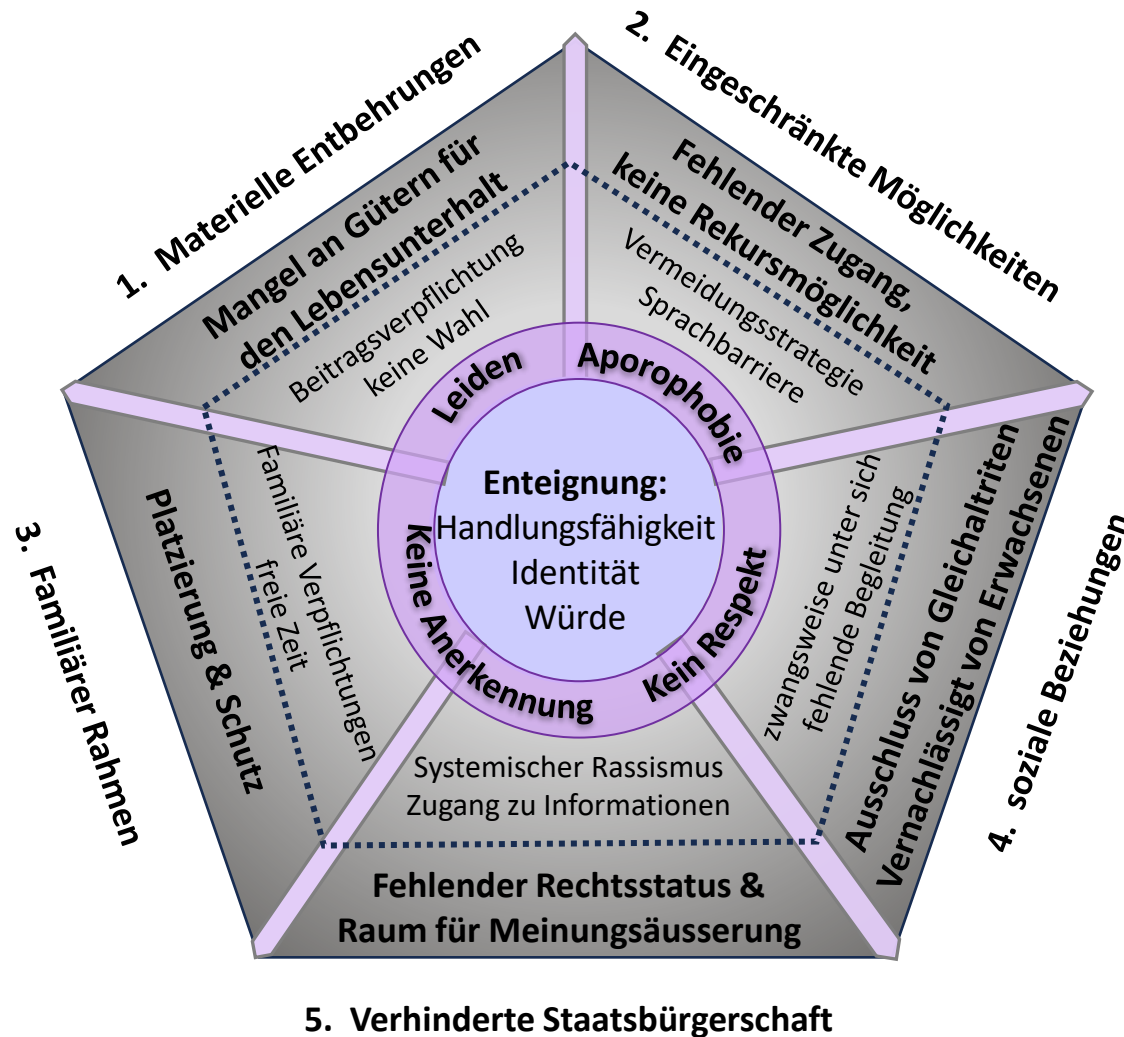 1. Materielle Entbehrungen
Mangel an Gütern für
den Lebensunterhalt
Beitragsverpflichtung
keine Wahl
2. Eingeschränkte Möglichkeiten
Fehlender Zugang,
keine Rekursmöglichkeit
Vermeidungsstrategie
Sprachbarriere
3. Familiärer Rahmen
Platzierung & Schutz
Familiäre Verpflichtungen
freie Zeit
4. soziale Beziehungen
Ausschluss von Gleichaltriten
Vernachlässigt von Erwachsenen
zwangsweise unter sich
fehlende Begleitung
5. Verhinderte Staatsbürgerschaft
Fehlender Rechtsstatus &
Raum für Meinungsäusserung
Systemischer Rassismus
Zugang zu Informationen
Leiden
Aporophobie
Keine Anerkennung
Kein Respekt
Enteignung:
Handlungsfähigkeit
Identität
Würde